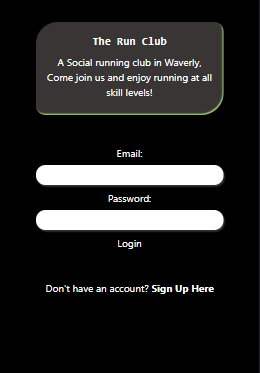 The Run Club
A Social running club in Waverly,
Come join us and enjoy running at all
skill levels!
Email:
Password:
Login
Don't have an account? Sign Up Here